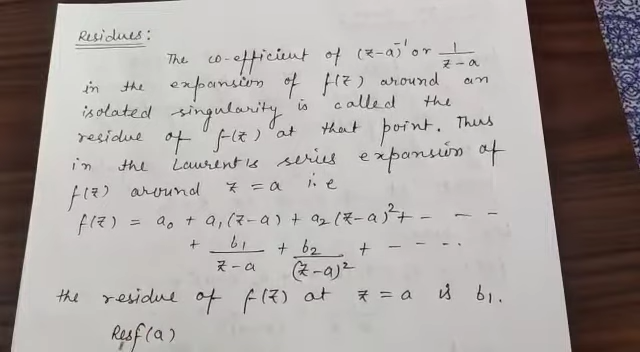 Residues:
The co-efficient of (z-a)⁻¹ or 1/(z-a)
in the expansion of f(z) around an
isolated singularity is called the
residue of f(z) at that point. Thus
in the Laurent's series expansion of
f(z) around z = a i.e
f(z) = a₀ + a₁(z-a) + a₂(z-a)² + - - -
+ b₁/(z-a) + b₂/(z-a)² + - - - -.
the residue of f(z) at z = a is b₁.
Resf(a)